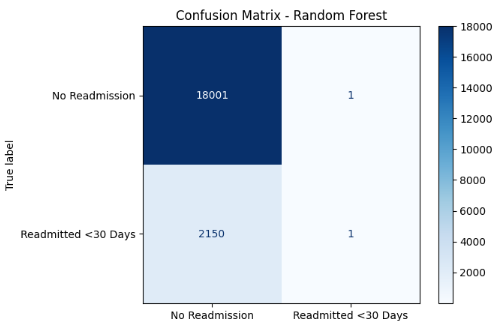 Confusion Matrix - Random Forest
18000
16000
14000
12000
10000
8000
6000
4000
2000
True label
No Readmission
18001
1
Readmitted <30 Days
2150
1
No Readmission
Readmitted <30 Days